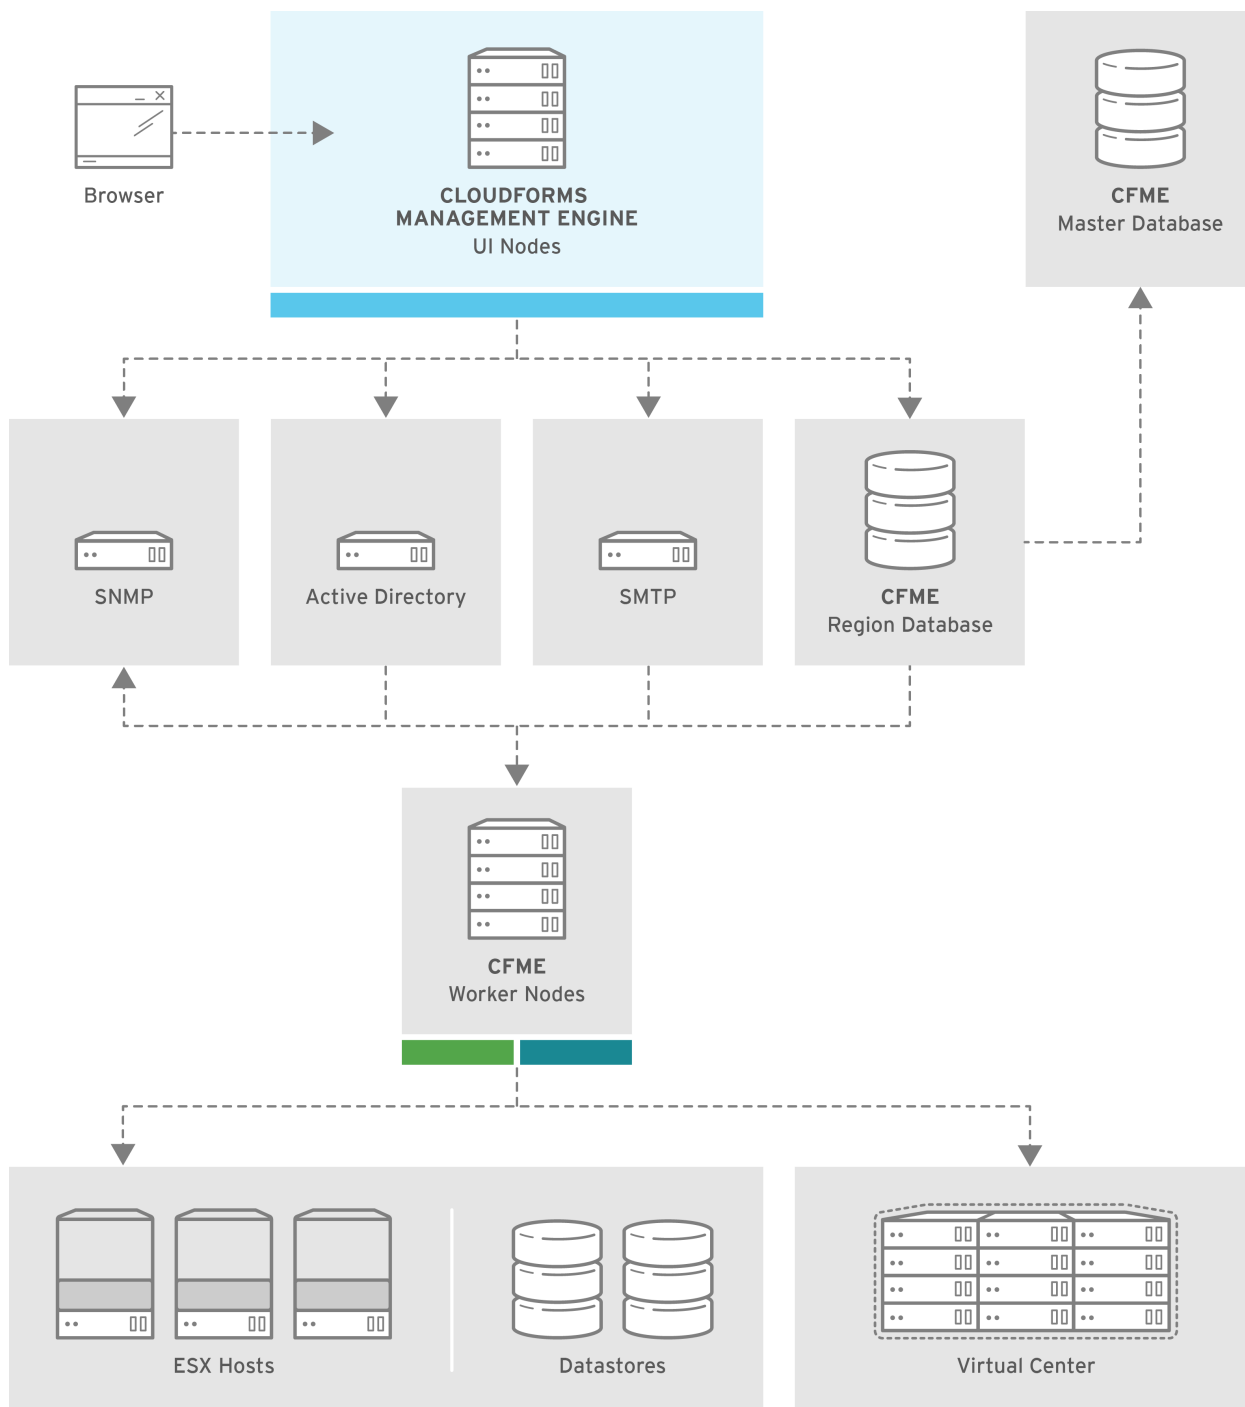 Browser
CLOUDFORMS
MANAGEMENT ENGINE
UI Nodes
CFME
Master Database
SNMP
Active Directory
SMTP
CFME
Region Database
CFME
Worker Nodes
ESX Hosts
Datastores
Virtual Center